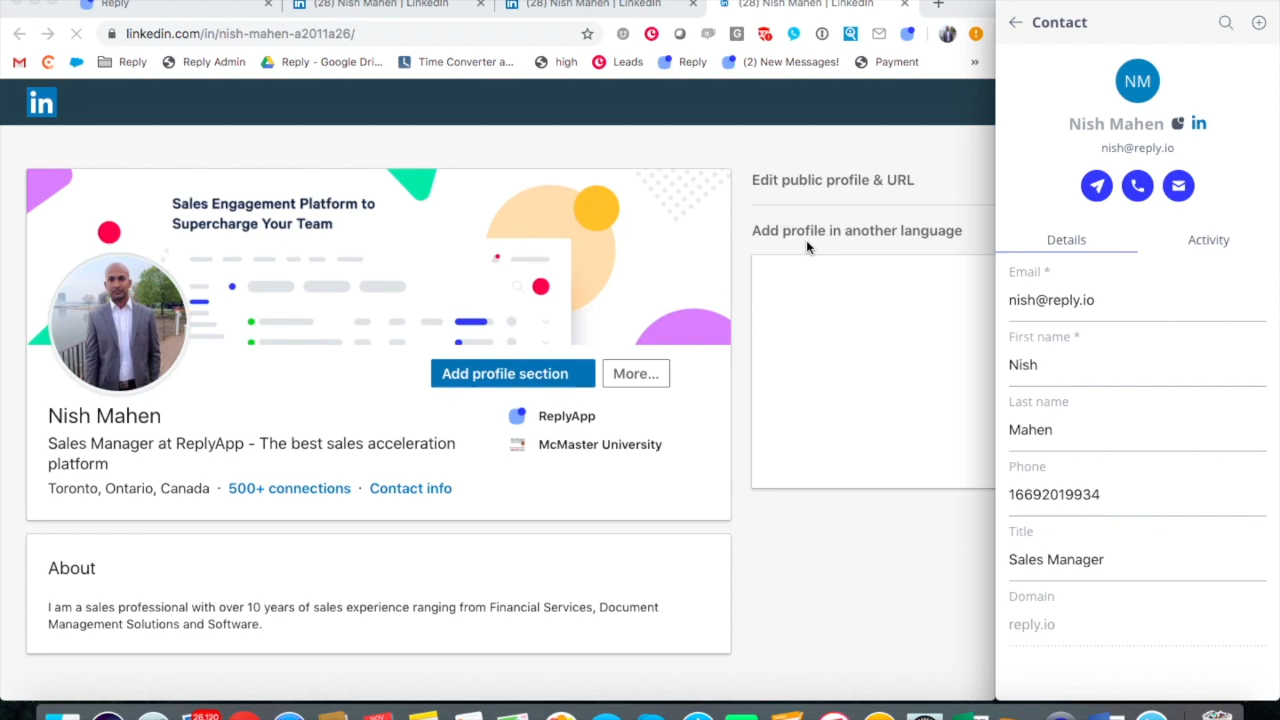 Reply
(28) Nish Mahen | LinkedIn
(28) Nish Mahen | LinkedIn
(28) Nish Mahen | LinkedIn
linkedin.com/in/nish-mahen-a2011a26/
Reply
Reply Admin
Reply - Google Dri...
Time Converter a...
high
Leads
Reply
(2) New Messages!
Payment
»
in
Sales Engagement Platform to
Supercharge Your Team
Add profile section
More...
Nish Mahen
Sales Manager at ReplyApp - The best sales acceleration
platform
Toronto, Ontario, Canada · 500+ connections · Contact info
ReplyApp
McMaster University
About
I am a sales professional with over 10 years of sales experience ranging from Financial Services, Document
Management Solutions and Software.
Edit public profile & URL
Add profile in another language
Contact
NM
Nish Mahen in
nish@reply.io
Details
Activity
Email *
nish@reply.io
First name *
Nish
Last name
Mahen
Phone
16692019934
Title
Sales Manager
Domain
reply.io
26,120
NOV